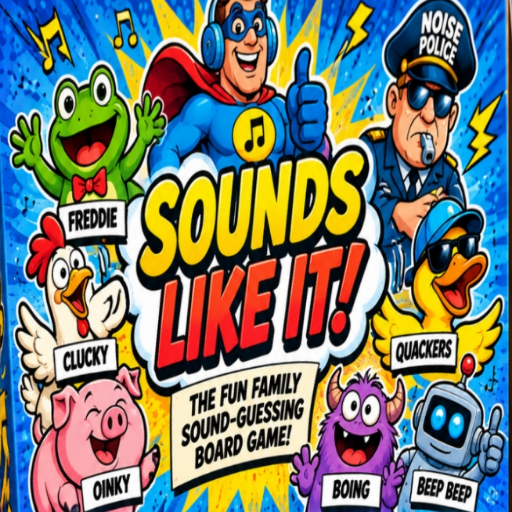 NOISE
POLICE
FREDDIE
SOUNDS
LIKE IT!
CLUCKY
QUACKERS
THE FUN FAMILY
SOUND-GUESSING
BOARD GAME!
OINKY
BOING
BEEP BEEP